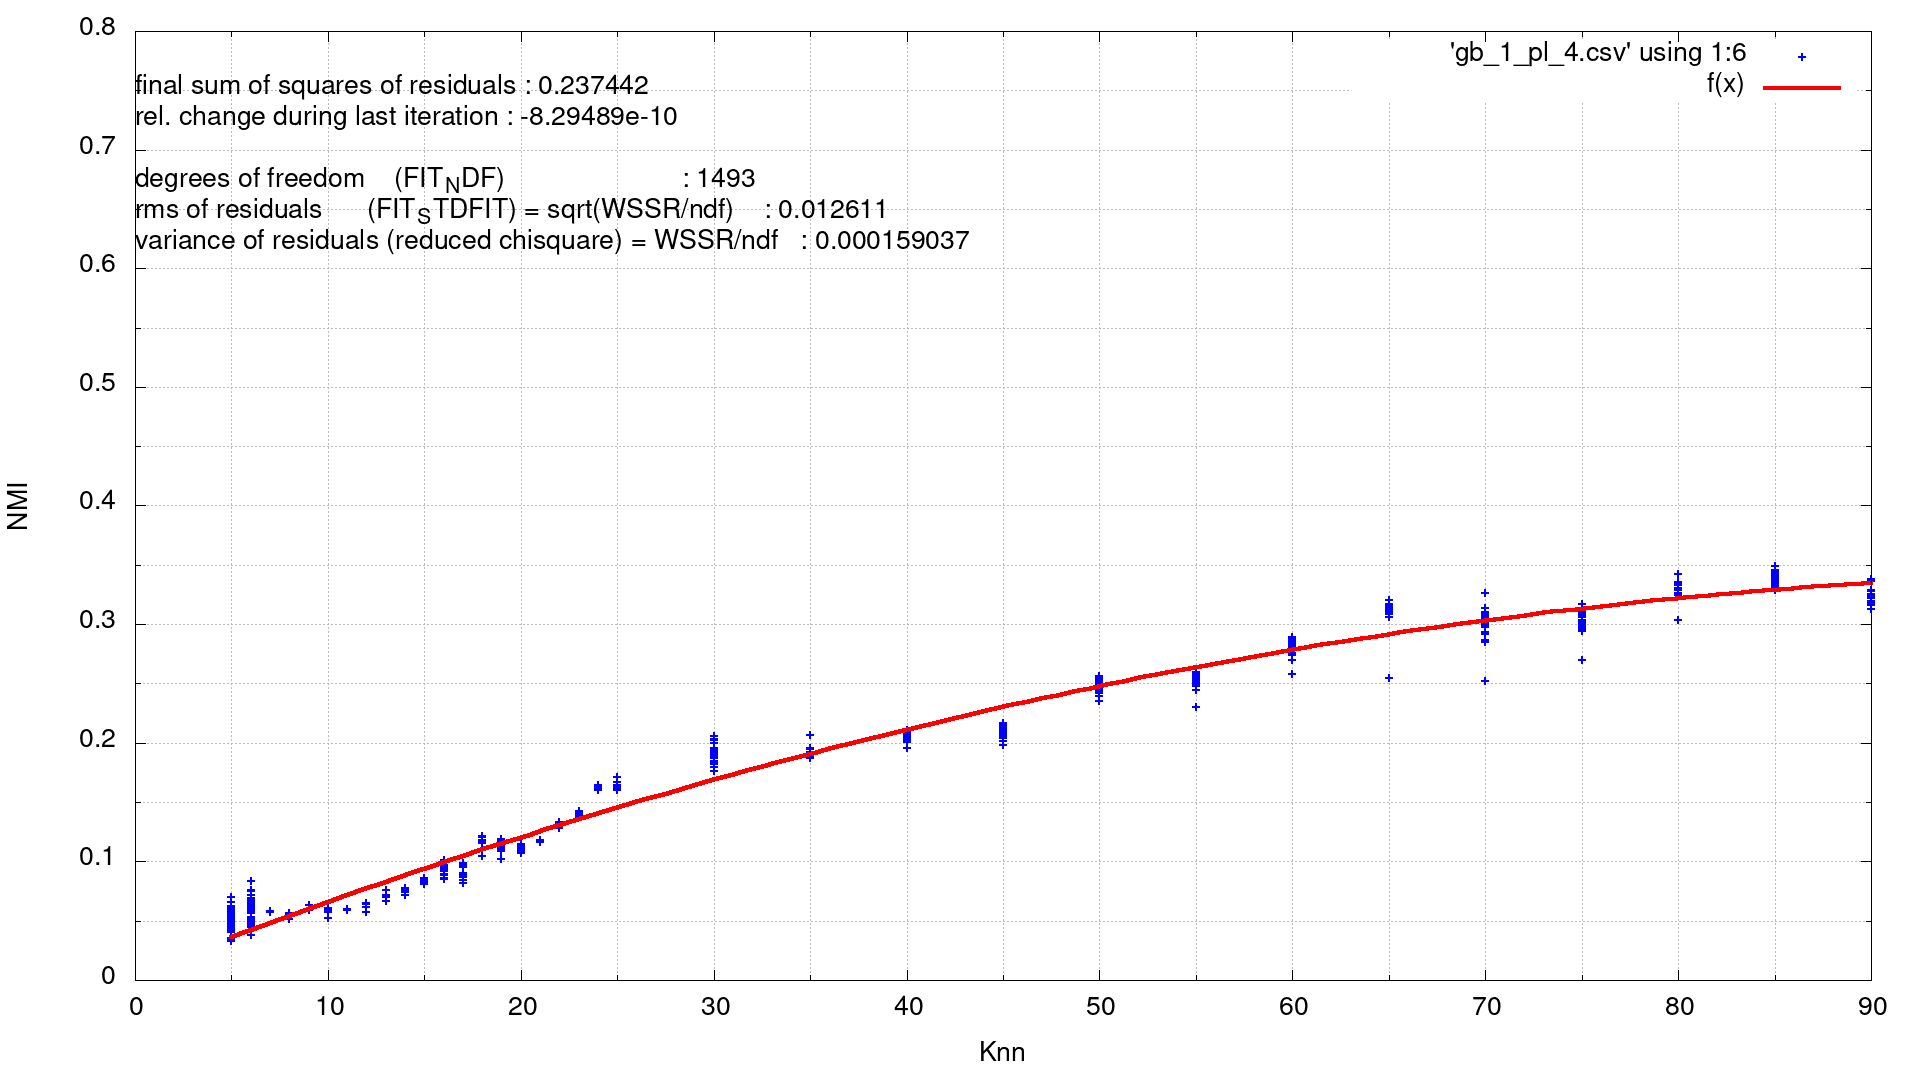 'gb_1_pl_4.csv' using 1:6
f(x)
final sum of squares of residuals : 0.237442
rel. change during last iteration : -8.29489e-10
degrees of freedom (FIT_NDF) : 1493
rms of residuals (FIT_STDFIT) = sqrt(WSSR/ndf) : 0.012611
variance of residuals (reduced chisquare) = WSSR/ndf : 0.000159037
0.8
0.7
0.6
0.5
0.4
0.3
0.2
0.1
0
NMI
0 10 20 30 40 50 60 70 80 90
Knn